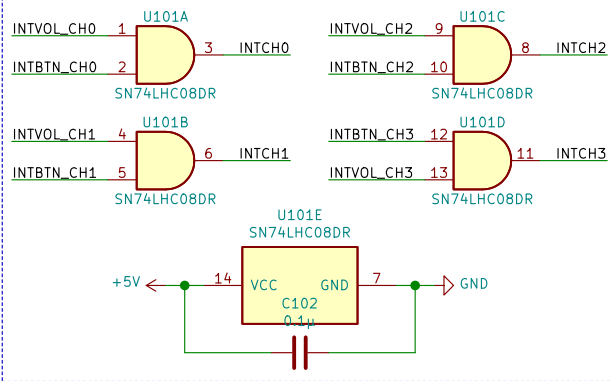 U101A
INTVOL_CH0 1
3 INTCH0
INTBTN_CH0 2
SN74LHC08DR
U101C
INTVOL_CH2 9
8 INTCH2
INTBTN_CH2 10
SN74LHC08DR
U101B
INTVOL_CH1 4
6 INTCH1
INTBTN_CH1 5
SN74LHC08DR
U101D
INTBTN_CH3 12
11 INTCH3
INTVOL_CH3 13
SN74LHC08DR
U101E
SN74LHC08DR
+5V 14 VCC GND 7 GND
C102
0.1µ